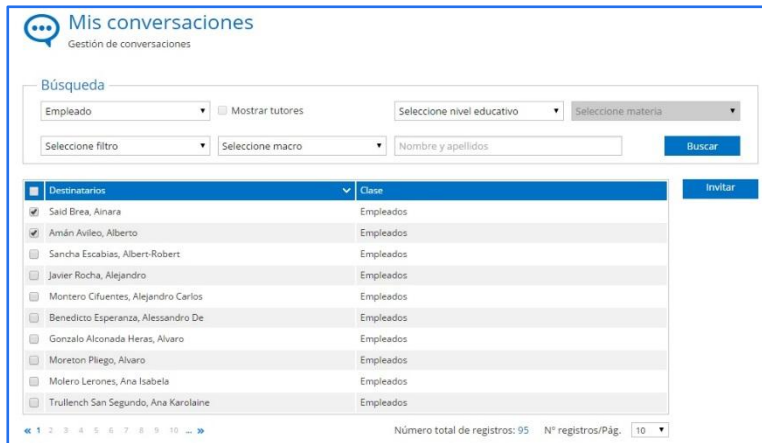 Mis conversaciones
Gestión de conversaciones
Búsqueda
Empleado Mostrar tutores Seleccione nivel educativo Seleccione materia
Seleccione filtro Seleccione macro Nombre y apellidos Buscar
Destinatarios Clase Invitar
Said Brea, Ainara Empleados
Amán Avileo, Alberto Empleados
Sancha Escabias, Albert-Robert Empleados
Javier Rocha, Alejandro Empleados
Montero Cifuentes, Alejandro Carlos Empleados
Benedicto Esperanza, Alessandro De Empleados
Gonzalo Alconada Heras, Alvaro Empleados
Moreton Pliego, Alvaro Empleados
Molero Lerones, Ana Isabela Empleados
Trullench San Segundo, Ana Karolaine Empleados
« 1 2 3 4 5 6 7 8 9 10 ... » Número total de registros: 95 Nº registros/Pág. 10